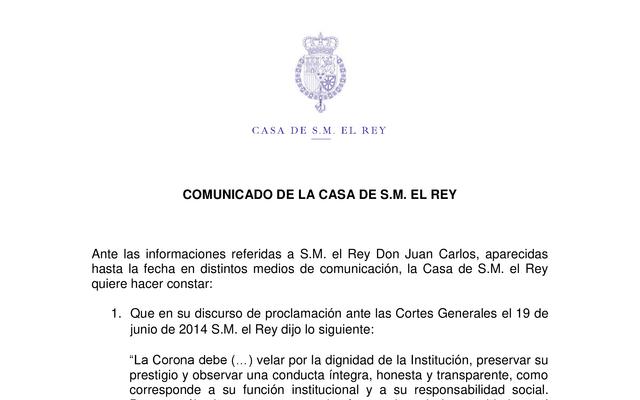 CASA DE S.M. EL REY
COMUNICADO DE LA CASA DE S.M. EL REY
Ante las informaciones referidas a S.M. el Rey Don Juan Carlos, aparecidas
hasta la fecha en distintos medios de comunicación, la Casa de S.M. el Rey
quiere hacer constar:
1. Que en su discurso de proclamación ante las Cortes Generales el 19 de
junio de 2014 S.M. el Rey dijo lo siguiente:
“La Corona debe (…) velar por la dignidad de la Institución, preservar su
prestigio y observar una conducta íntegra, honesta y transparente, como
corresponde a su función institucional y a su responsabilidad social.